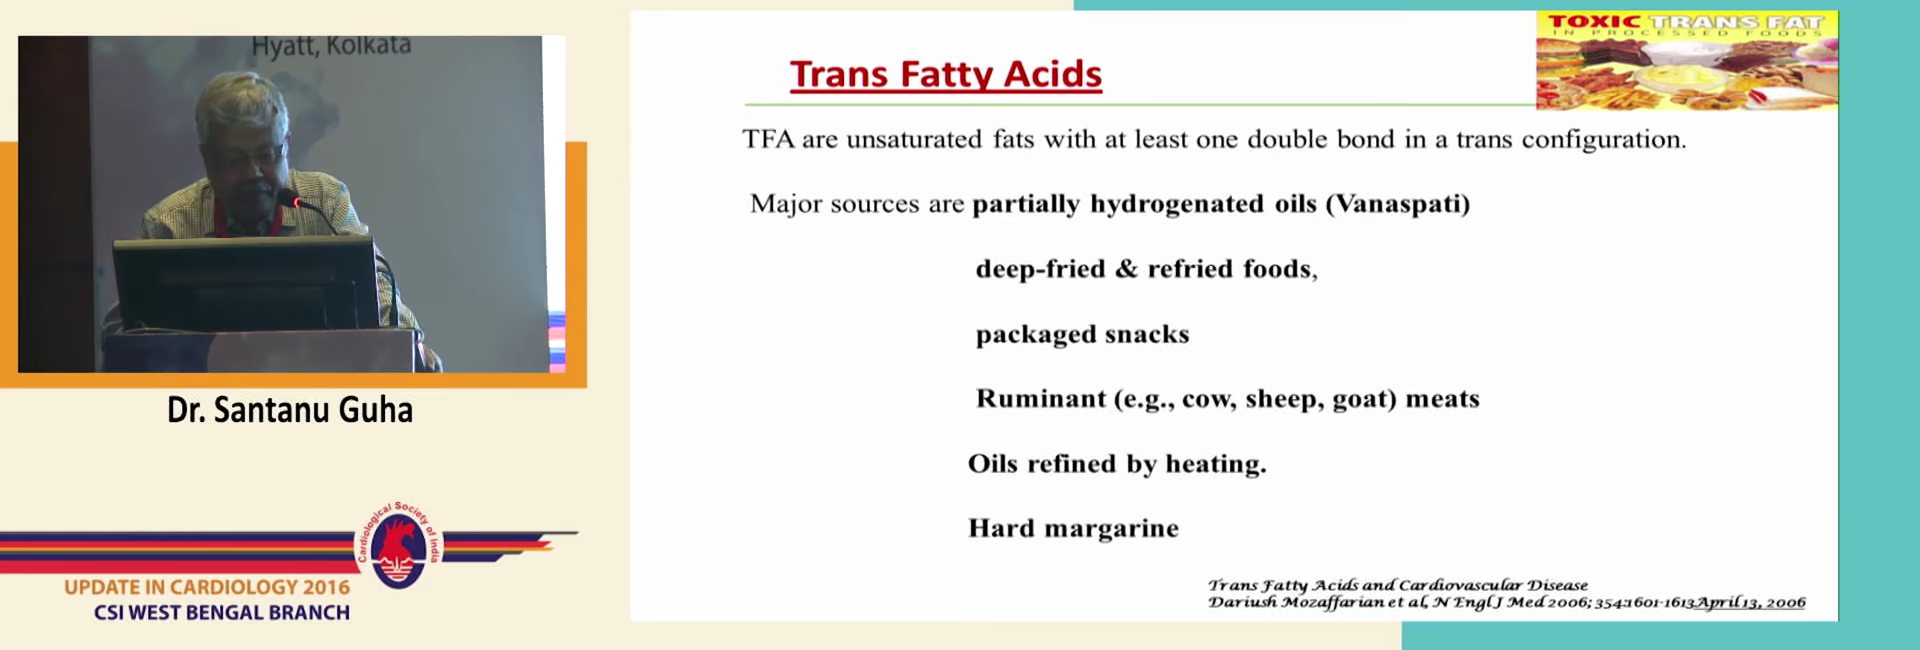 Hyatt, Kolkata
Dr. Santanu Guha
Cardiological Society of India
UPDATE IN CARDIOLOGY 2016
CSI WEST BENGAL BRANCH
TOXIC TRANS FAT
IN PROCESSED FOODS
Trans Fatty Acids
TFA are unsaturated fats with at least one double bond in a trans configuration.
Major sources are partially hydrogenated oils (Vanaspati)
deep-fried & refried foods,
packaged snacks
Ruminant (e.g., cow, sheep, goat) meats
Oils refined by heating.
Hard margarine
Trans Fatty Acids and Cardiovascular Disease
Dariush Mozaffarian et al, N Engl J Med 2006; 354:1601-1613 April 13, 2006